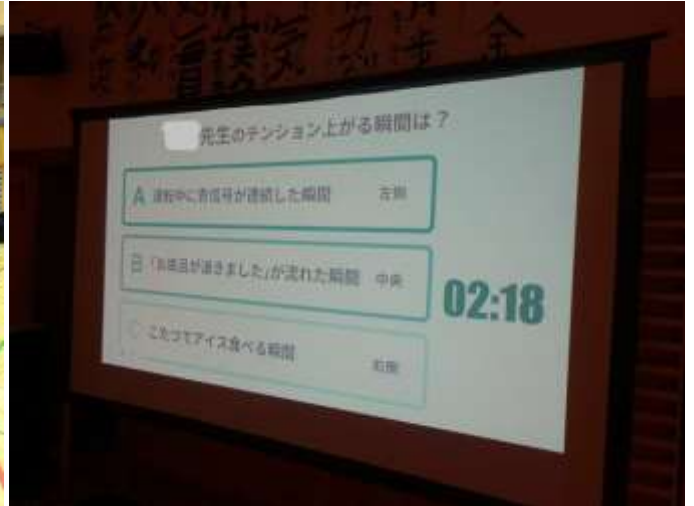 先生のテンション上がる瞬間は？
A 運転中に青信号が連続した瞬間 左側
B 「お風呂が沸きました」が流れた瞬間 中央
C こたつでアイス食べる瞬間 右側
02:18